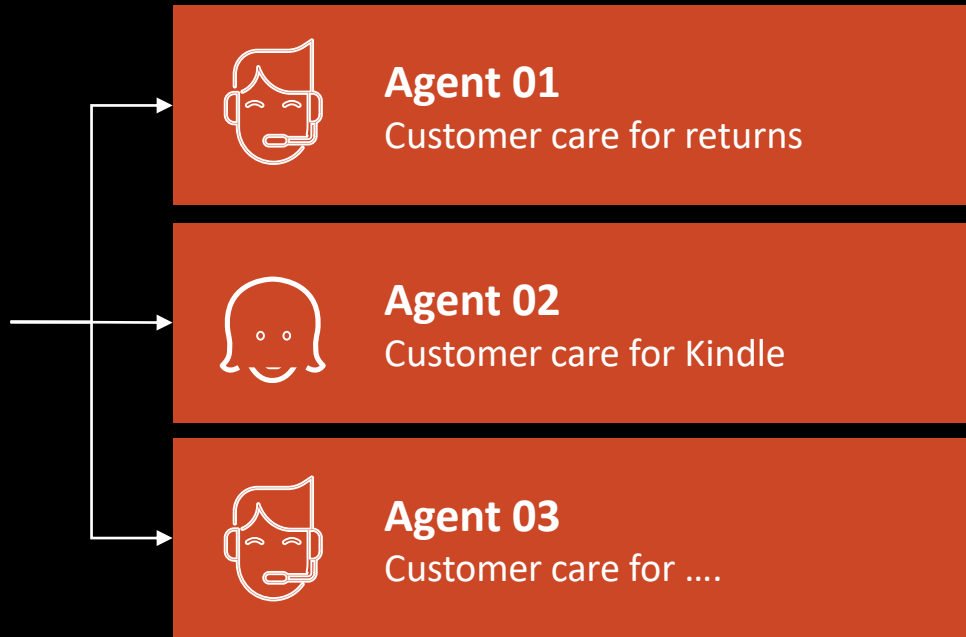 Agent 01
Customer care for returns
Agent 02
Customer care for Kindle
Agent 03
Customer care for ….